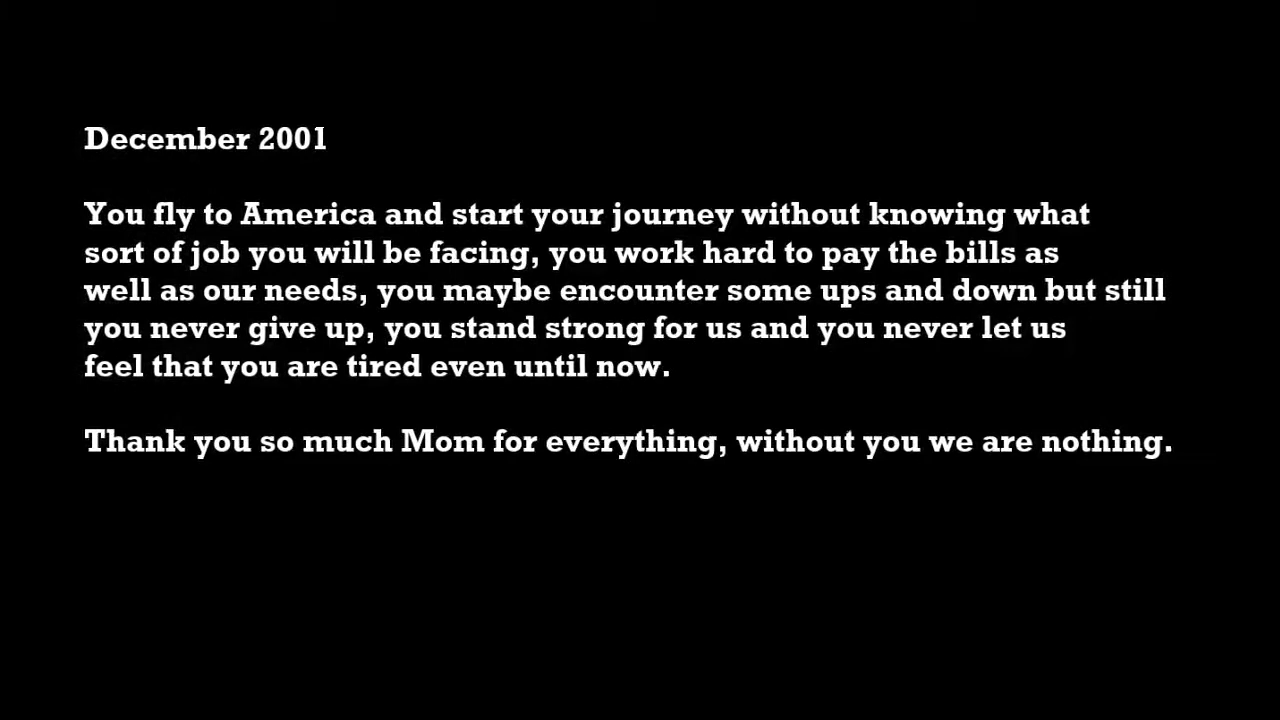 December 2001
You fly to America and start your journey without knowing what
sort of job you will be facing, you work hard to pay the bills as
well as our needs, you maybe encounter some ups and down but still
you never give up, you stand strong for us and you never let us
feel that you are tired even until now.
Thank you so much Mom for everything, without you we are nothing.